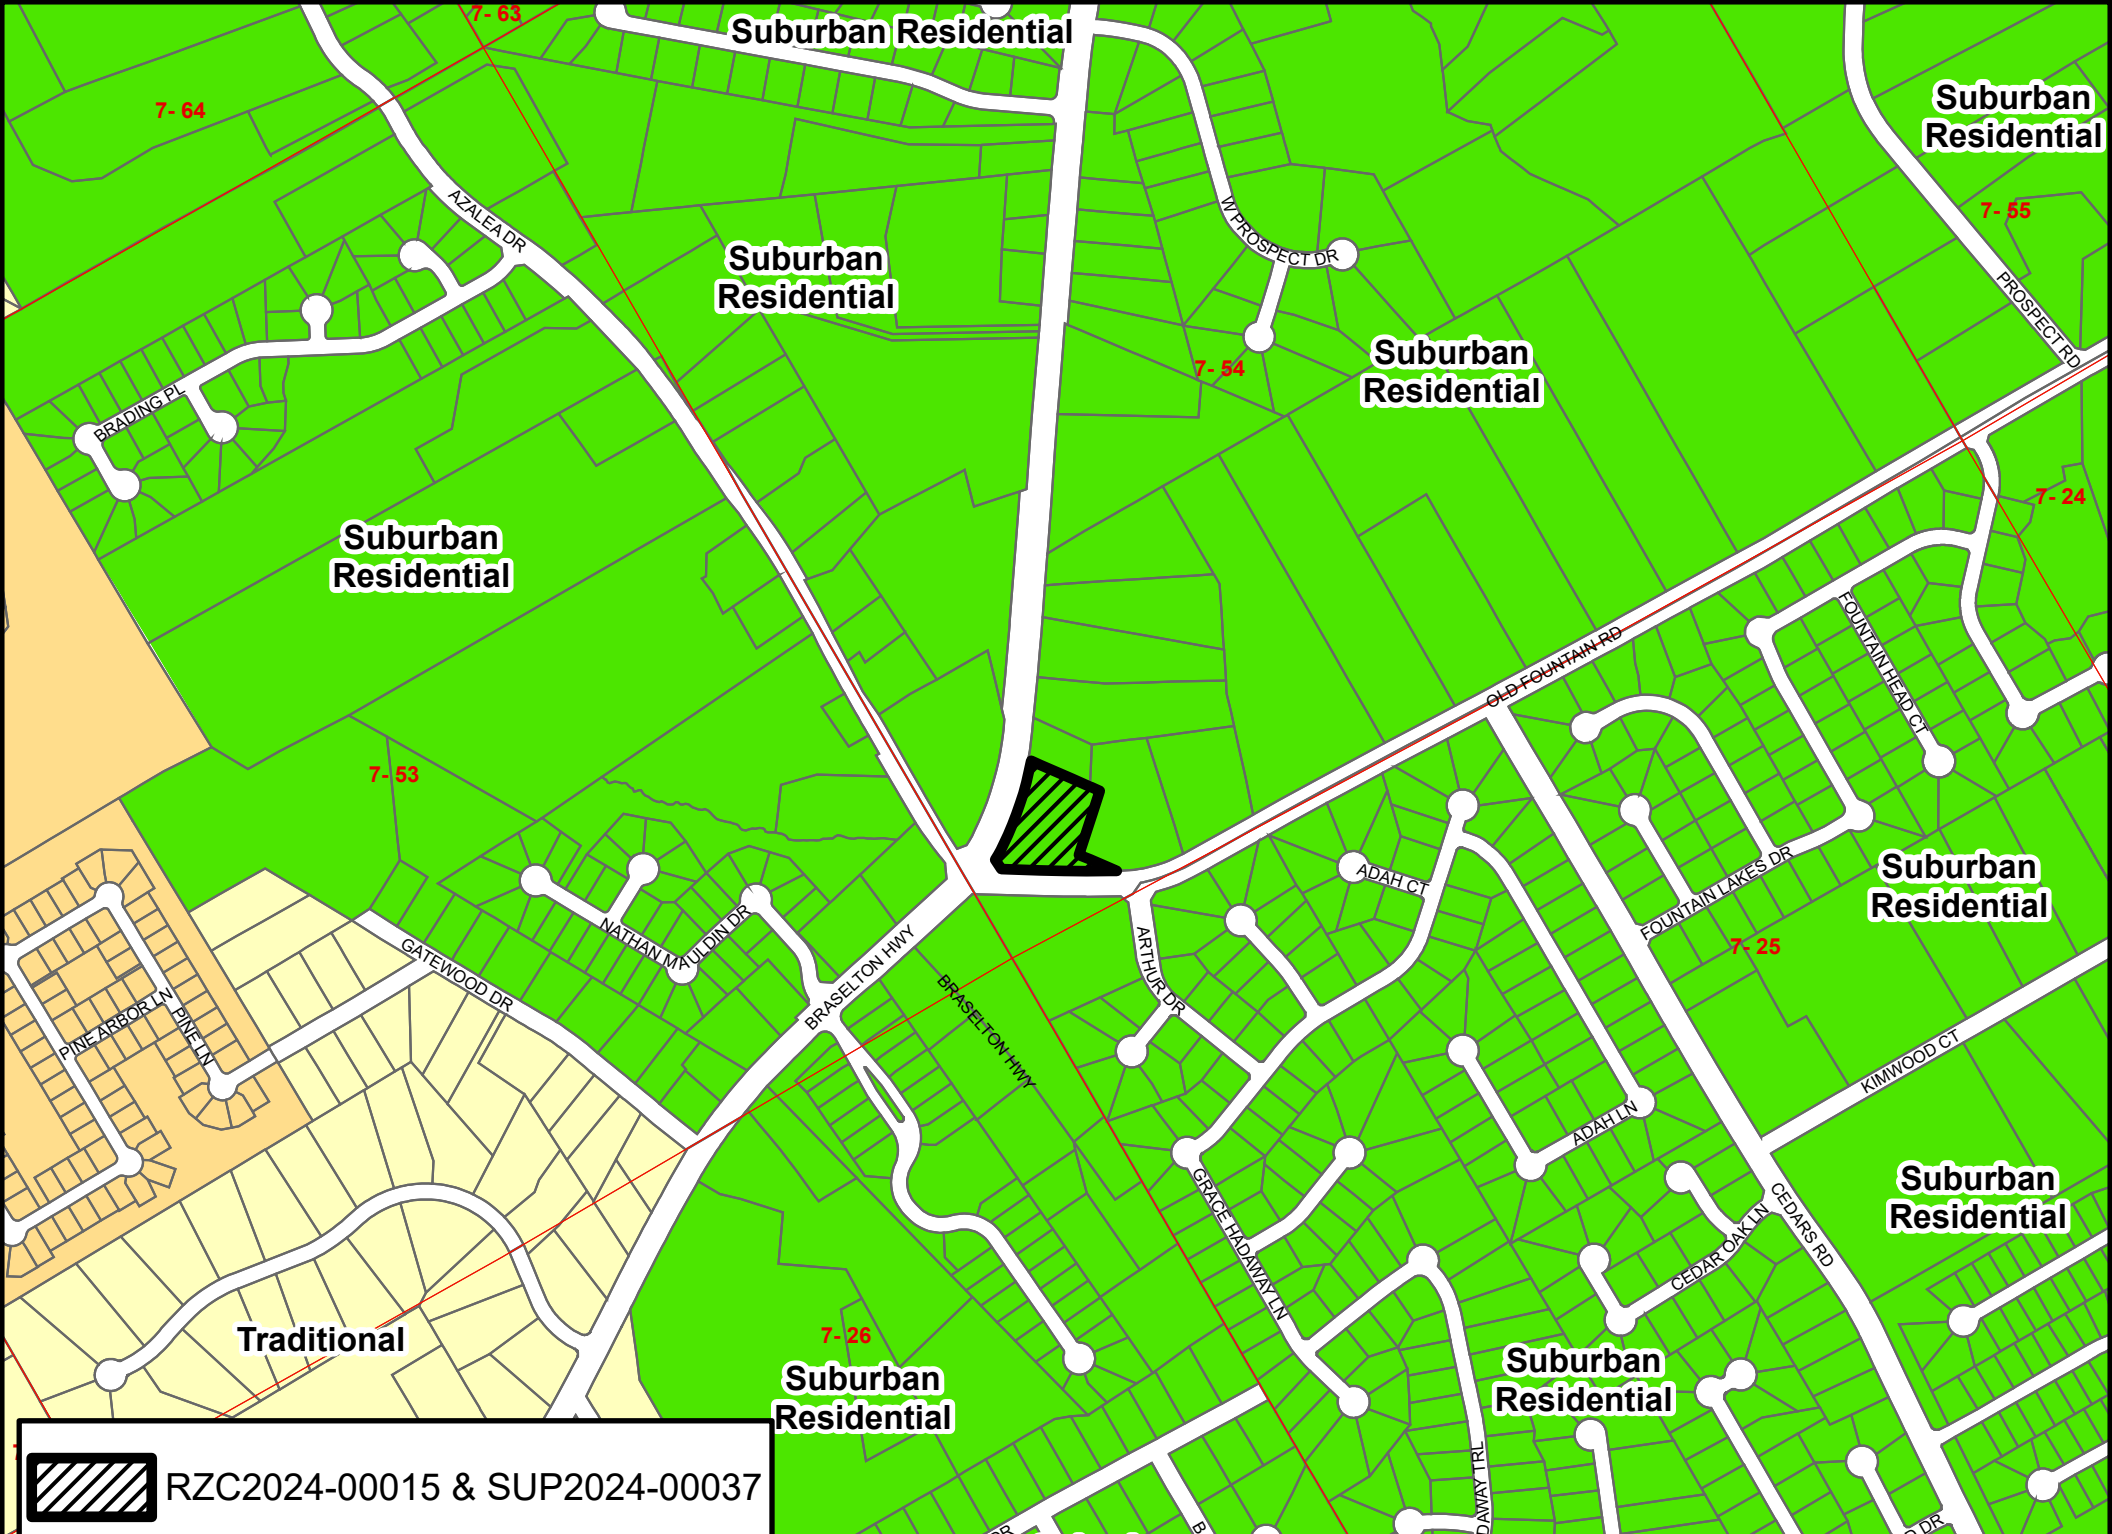 7- 63
Suburban Residential
7- 64
Suburban
Residential
7- 55
AZALEA DR
W PROSPECT DR
Suburban
Residential
PROSPECT RD
7- 54
Suburban
Residential
BRADING PL
7- 24
Suburban
Residential
FOUNTAIN HEAD CT
OLD FOUNTAIN RD
7- 53
ADAH CT
FOUNTAIN LAKES DR
Suburban
Residential
7- 25
NATHAN MAULDIN DR
GATEWOOD DR
BRASELTON HWY
BRASELTON HWY
ARTHUR DR
PINE ARBOR LN
PINE LN
KIMWOOD CT
ADAH LN
GRACE HADAWAY LN
CEDAR OAK LN
CEDARS RD
Suburban
Residential
Traditional
7- 26
Suburban
Residential
Suburban
Residential
DAWAY TRL
RZC2024-00015 & SUP2024-00037
DR
B
DR